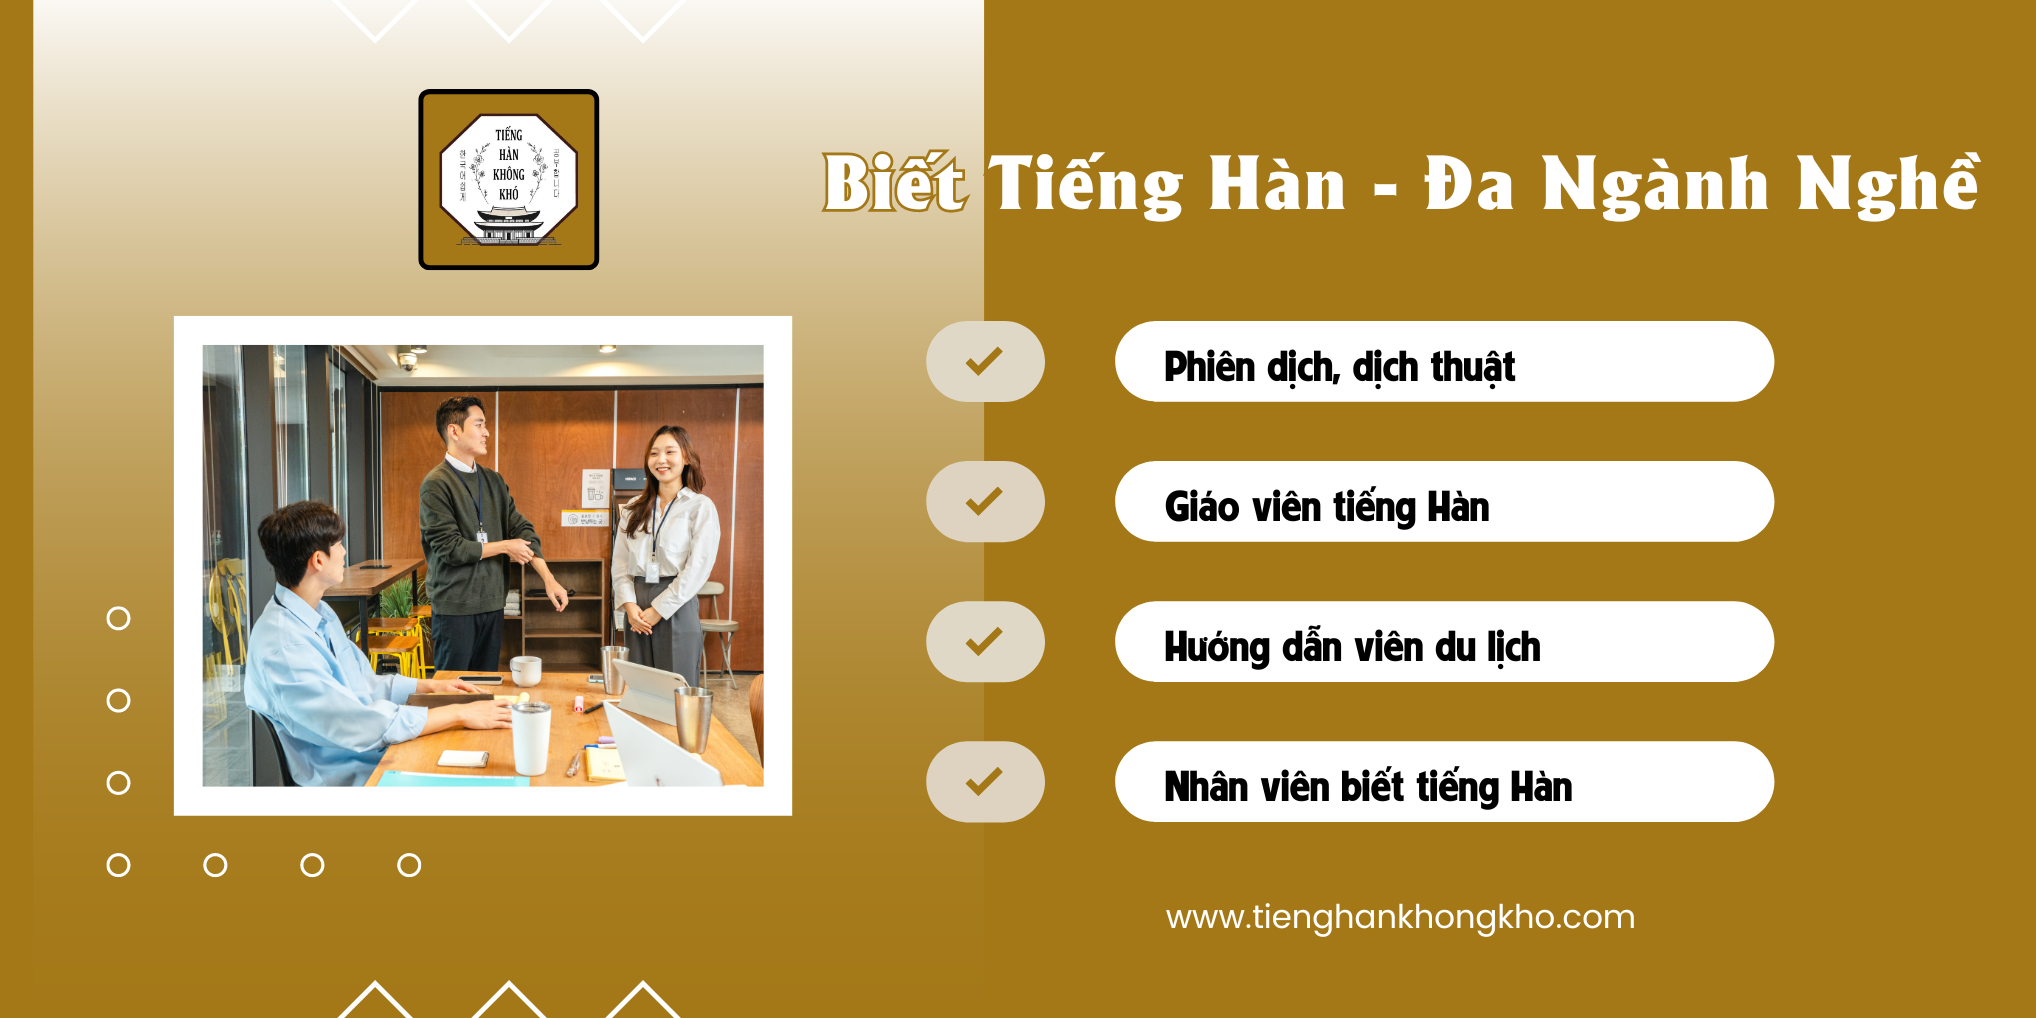 TIẾNG
HÀN
KHÔNG
KHÓ
Biết Tiếng Hàn - Đa Ngành Nghề
Phiên dịch, dịch thuật
Giáo viên tiếng Hàn
Hướng dẫn viên du lịch
Nhân viên biết tiếng Hàn
www.tienghankhongkho.com